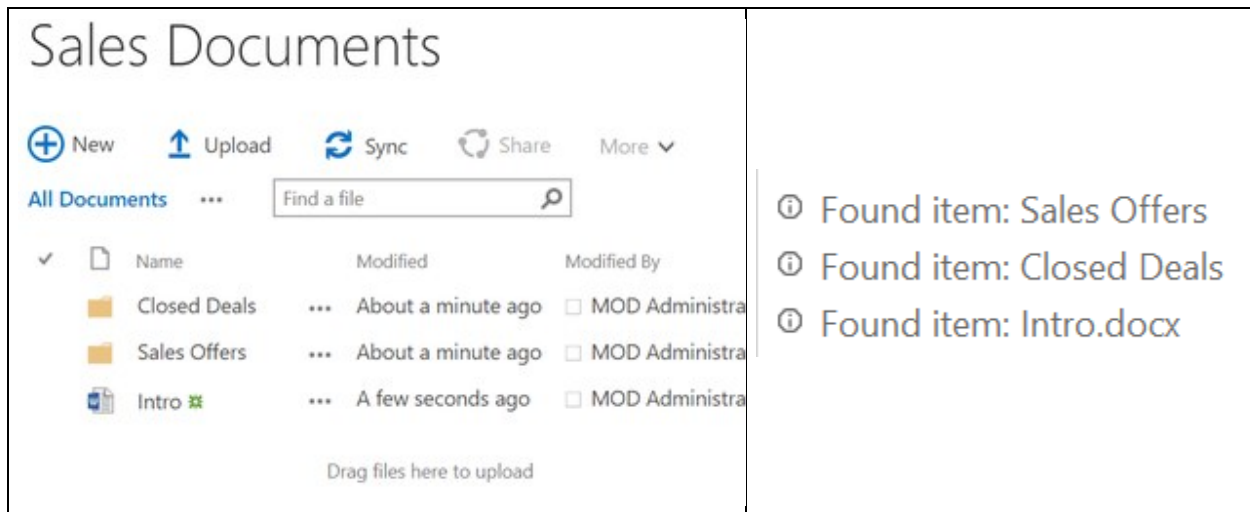 Sales Documents
New Upload Sync Share More
All Documents ... Find a file
Name Modified Modified By
Closed Deals ... About a minute ago MOD Administra
Sales Offers ... About a minute ago MOD Administra
Intro ... A few seconds ago MOD Administra
Drag files here to upload
Found item: Sales Offers
Found item: Closed Deals
Found item: Intro.docx